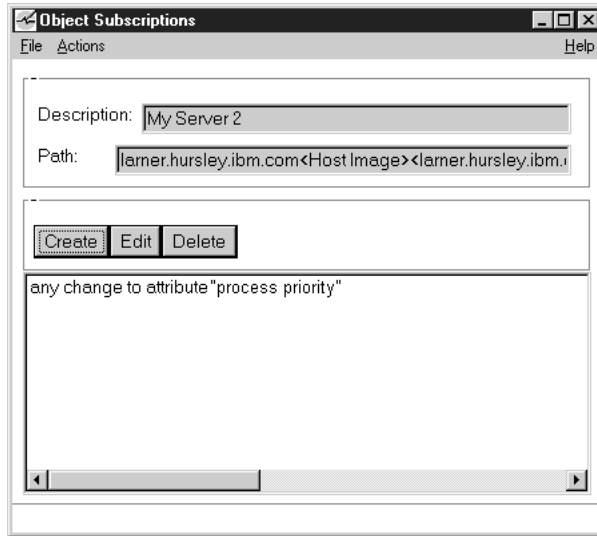 Object Subscriptions
File Actions Help
Description: My Server 2
Path: larner.hursley.ibm.com<Host Image><larner.hursley.ibm.
Create Edit Delete
any change to attribute "process priority"